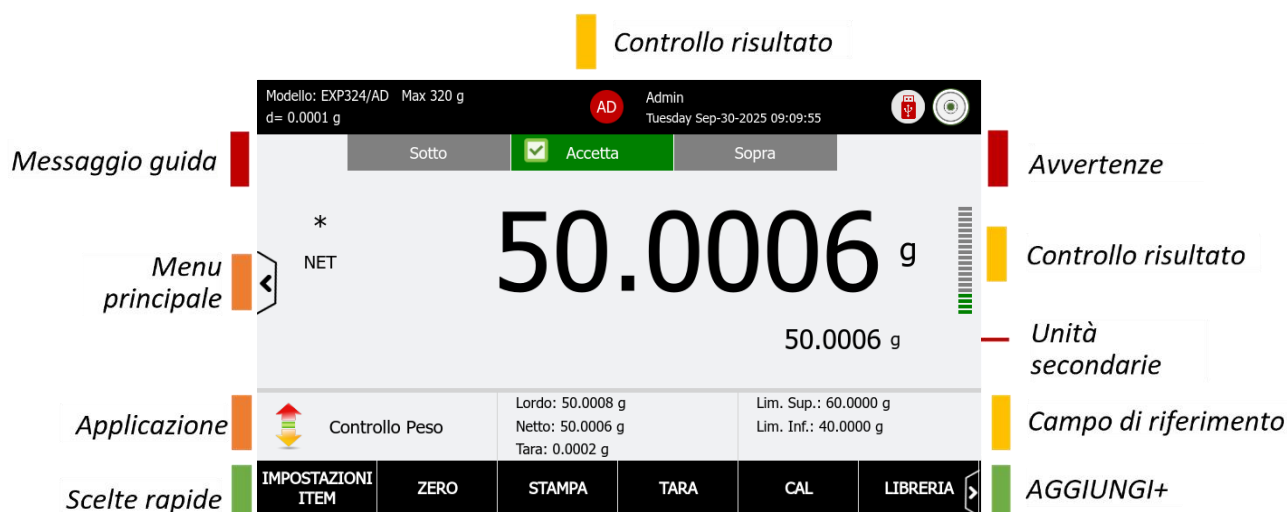 Controllo risultato
Modello: EXP324/AD Max 320 g
d= 0.0001 g
AD
Admin
Tuesday Sep-30-2025 09:09:55
Messaggio guida
Sotto
Accetta
Sopra
Avvertenze
*
NET
50.0006 g
Menu
principale
Controllo risultato
50.0006 g
Unità
secondarie
Applicazione
Controllo Peso
Lordo: 50.0008 g
Netto: 50.0006 g
Tara: 0.0002 g
Lim. Sup.: 60.0000 g
Lim. Inf.: 40.0000 g
Campo di riferimento
Scelte rapide
IMPOSTAZIONI
ITEM
ZERO
STAMPA
TARA
CAL
LIBRERIA
AGGIUNGI+